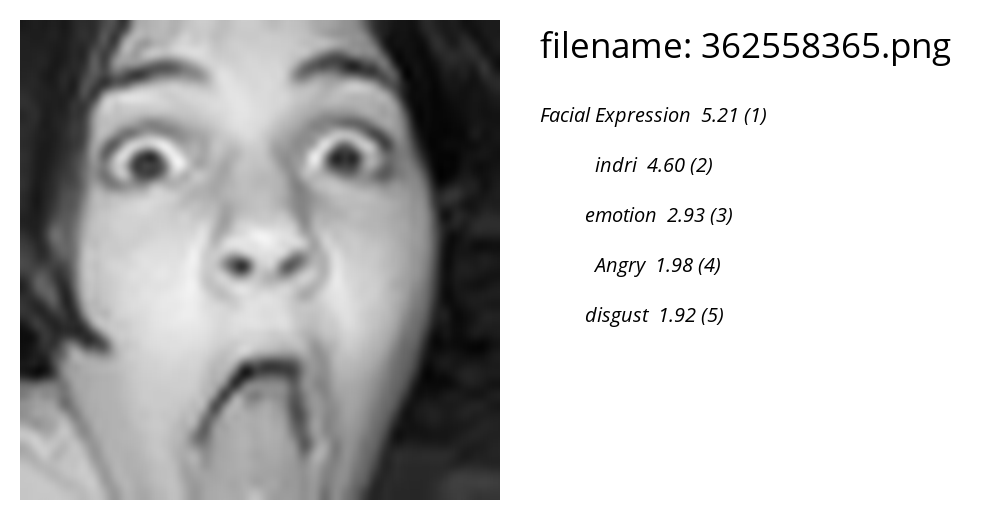 filename: 362558365.png
Facial Expression 5.21 (1)
indri 4.60 (2)
emotion 2.93 (3)
Angry 1.98 (4)
disgust 1.92 (5)